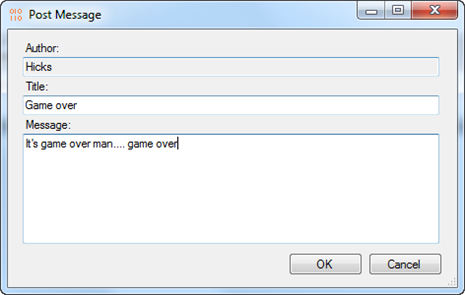 Post Message
Author:
Hicks
Title:
Game over
Message:
It's game over man.... game over
OK
Cancel